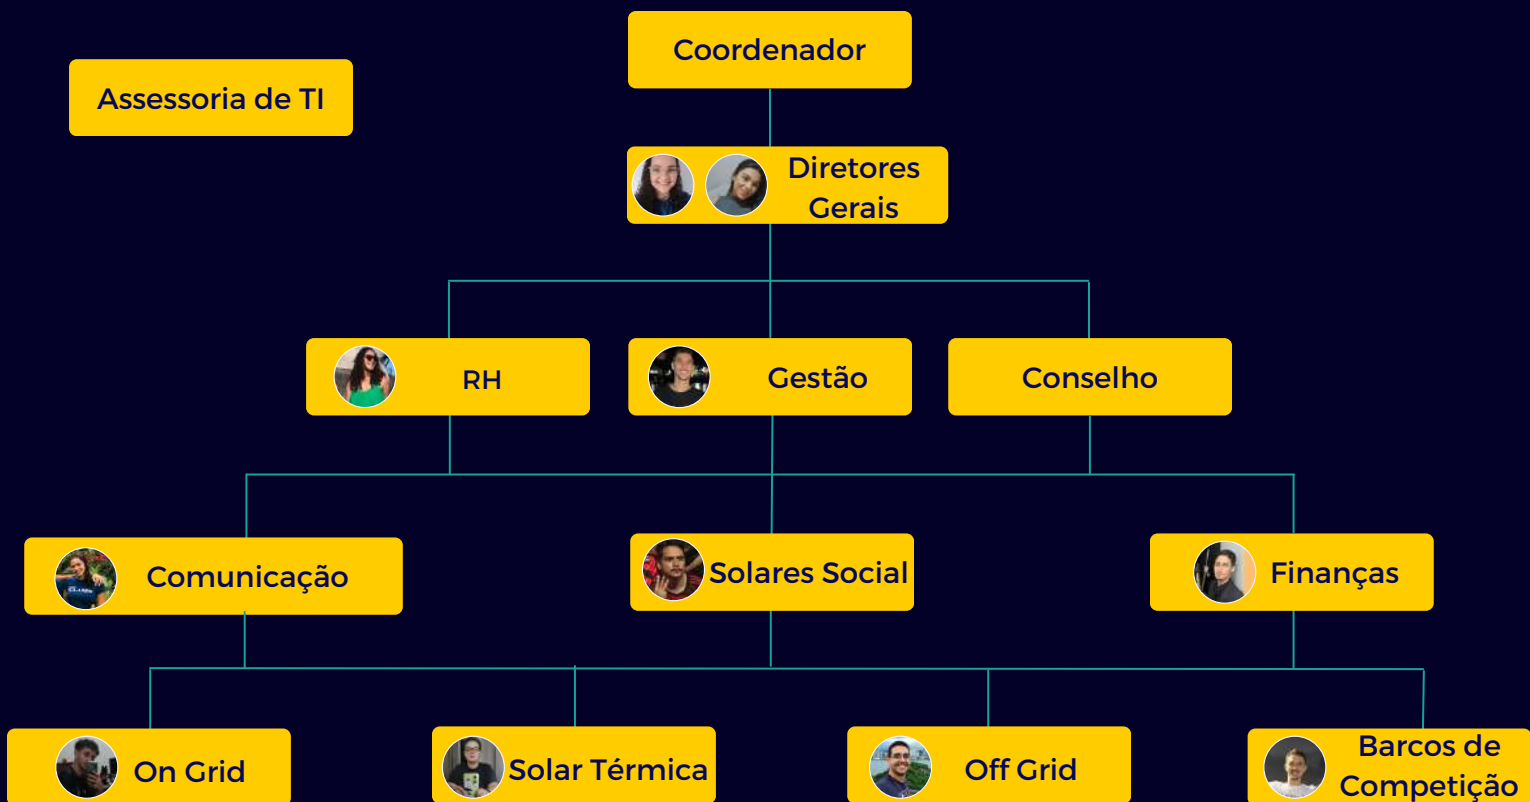 Coordenador
Assessoria de TI
Diretores
Gerais
RH
Gestão
Conselho
Comunicação
Solares Social
Finanças
On Grid
Solar Térmica
Off Grid
Barcos de
Competição